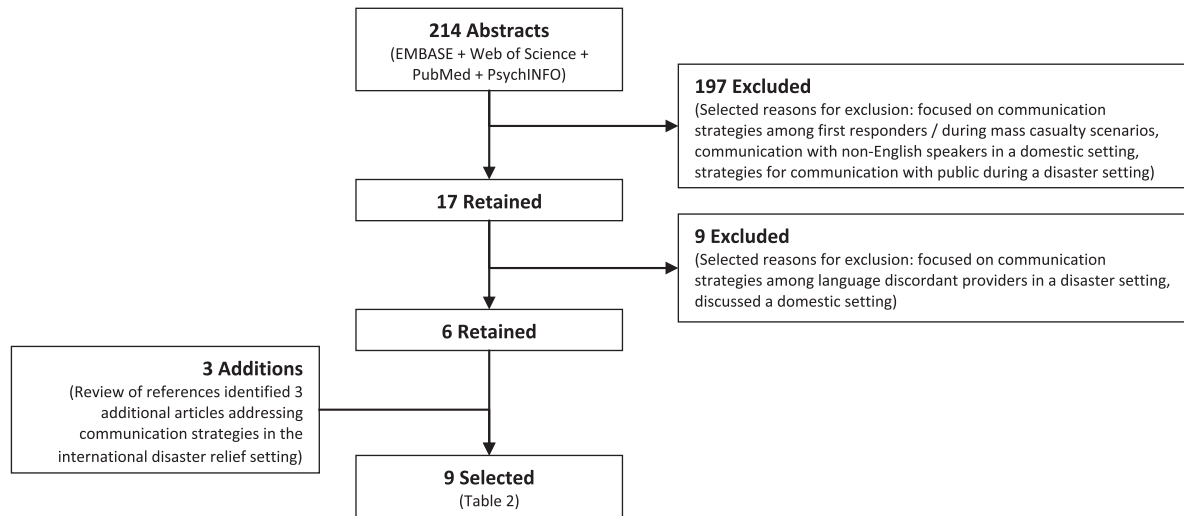 214 Abstracts
(EMBASE + Web of Science +
PubMed + PsychINFO)
197 Excluded
(Selected reasons for exclusion: focused on communication
strategies among first responders / during mass casualty scenarios,
communication with non-English speakers in a domestic setting,
strategies for communication with public during a disaster setting)
17 Retained
9 Excluded
(Selected reasons for exclusion: focused on communication
strategies among language discordant providers in a disaster setting,
discussed a domestic setting)
6 Retained
3 Additions
(Review of references identified 3
additional articles addressing
communication strategies in the
international disaster relief setting)
9 Selected
(Table 2)